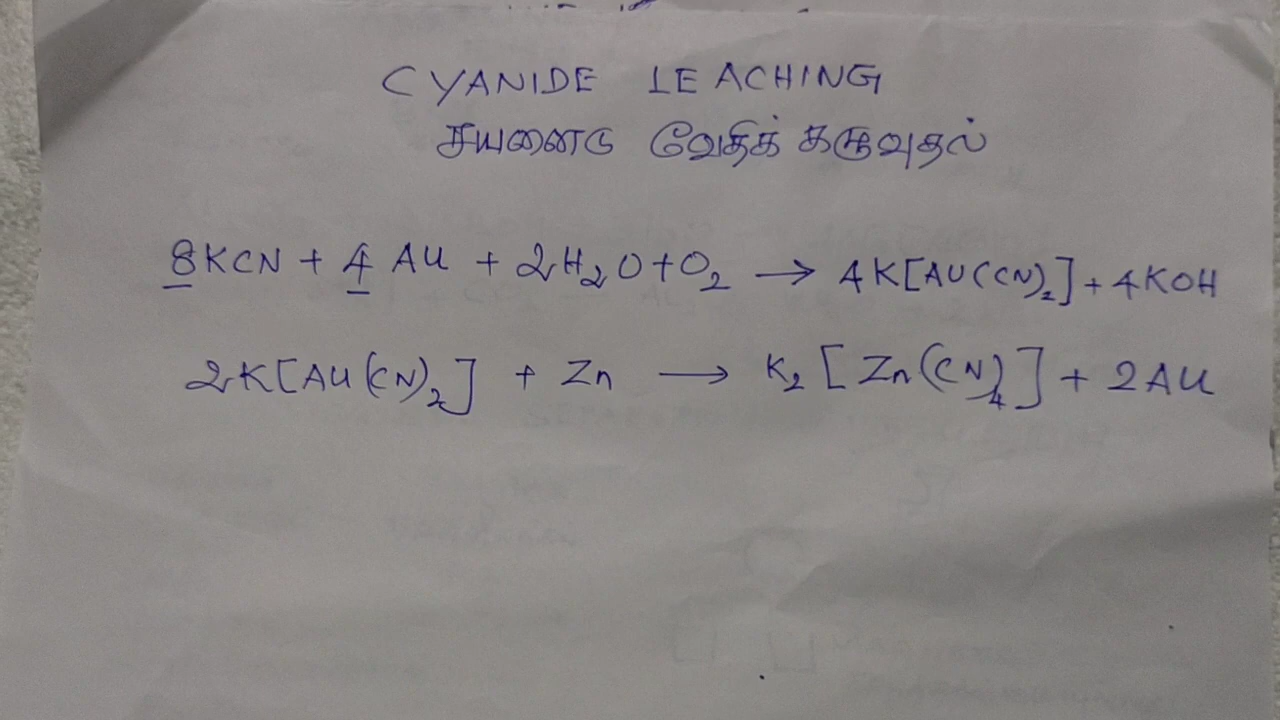 CYANIDE LEACHING
சயனைடு வேதிக் கழுவுதல்
8KCN + 4 AU + 2H2O + O2 → 4K[AU(CN)2] + 4KOH
2K[AU(CN)2] + Zn → K2[Zn(CN)4] + 2AU